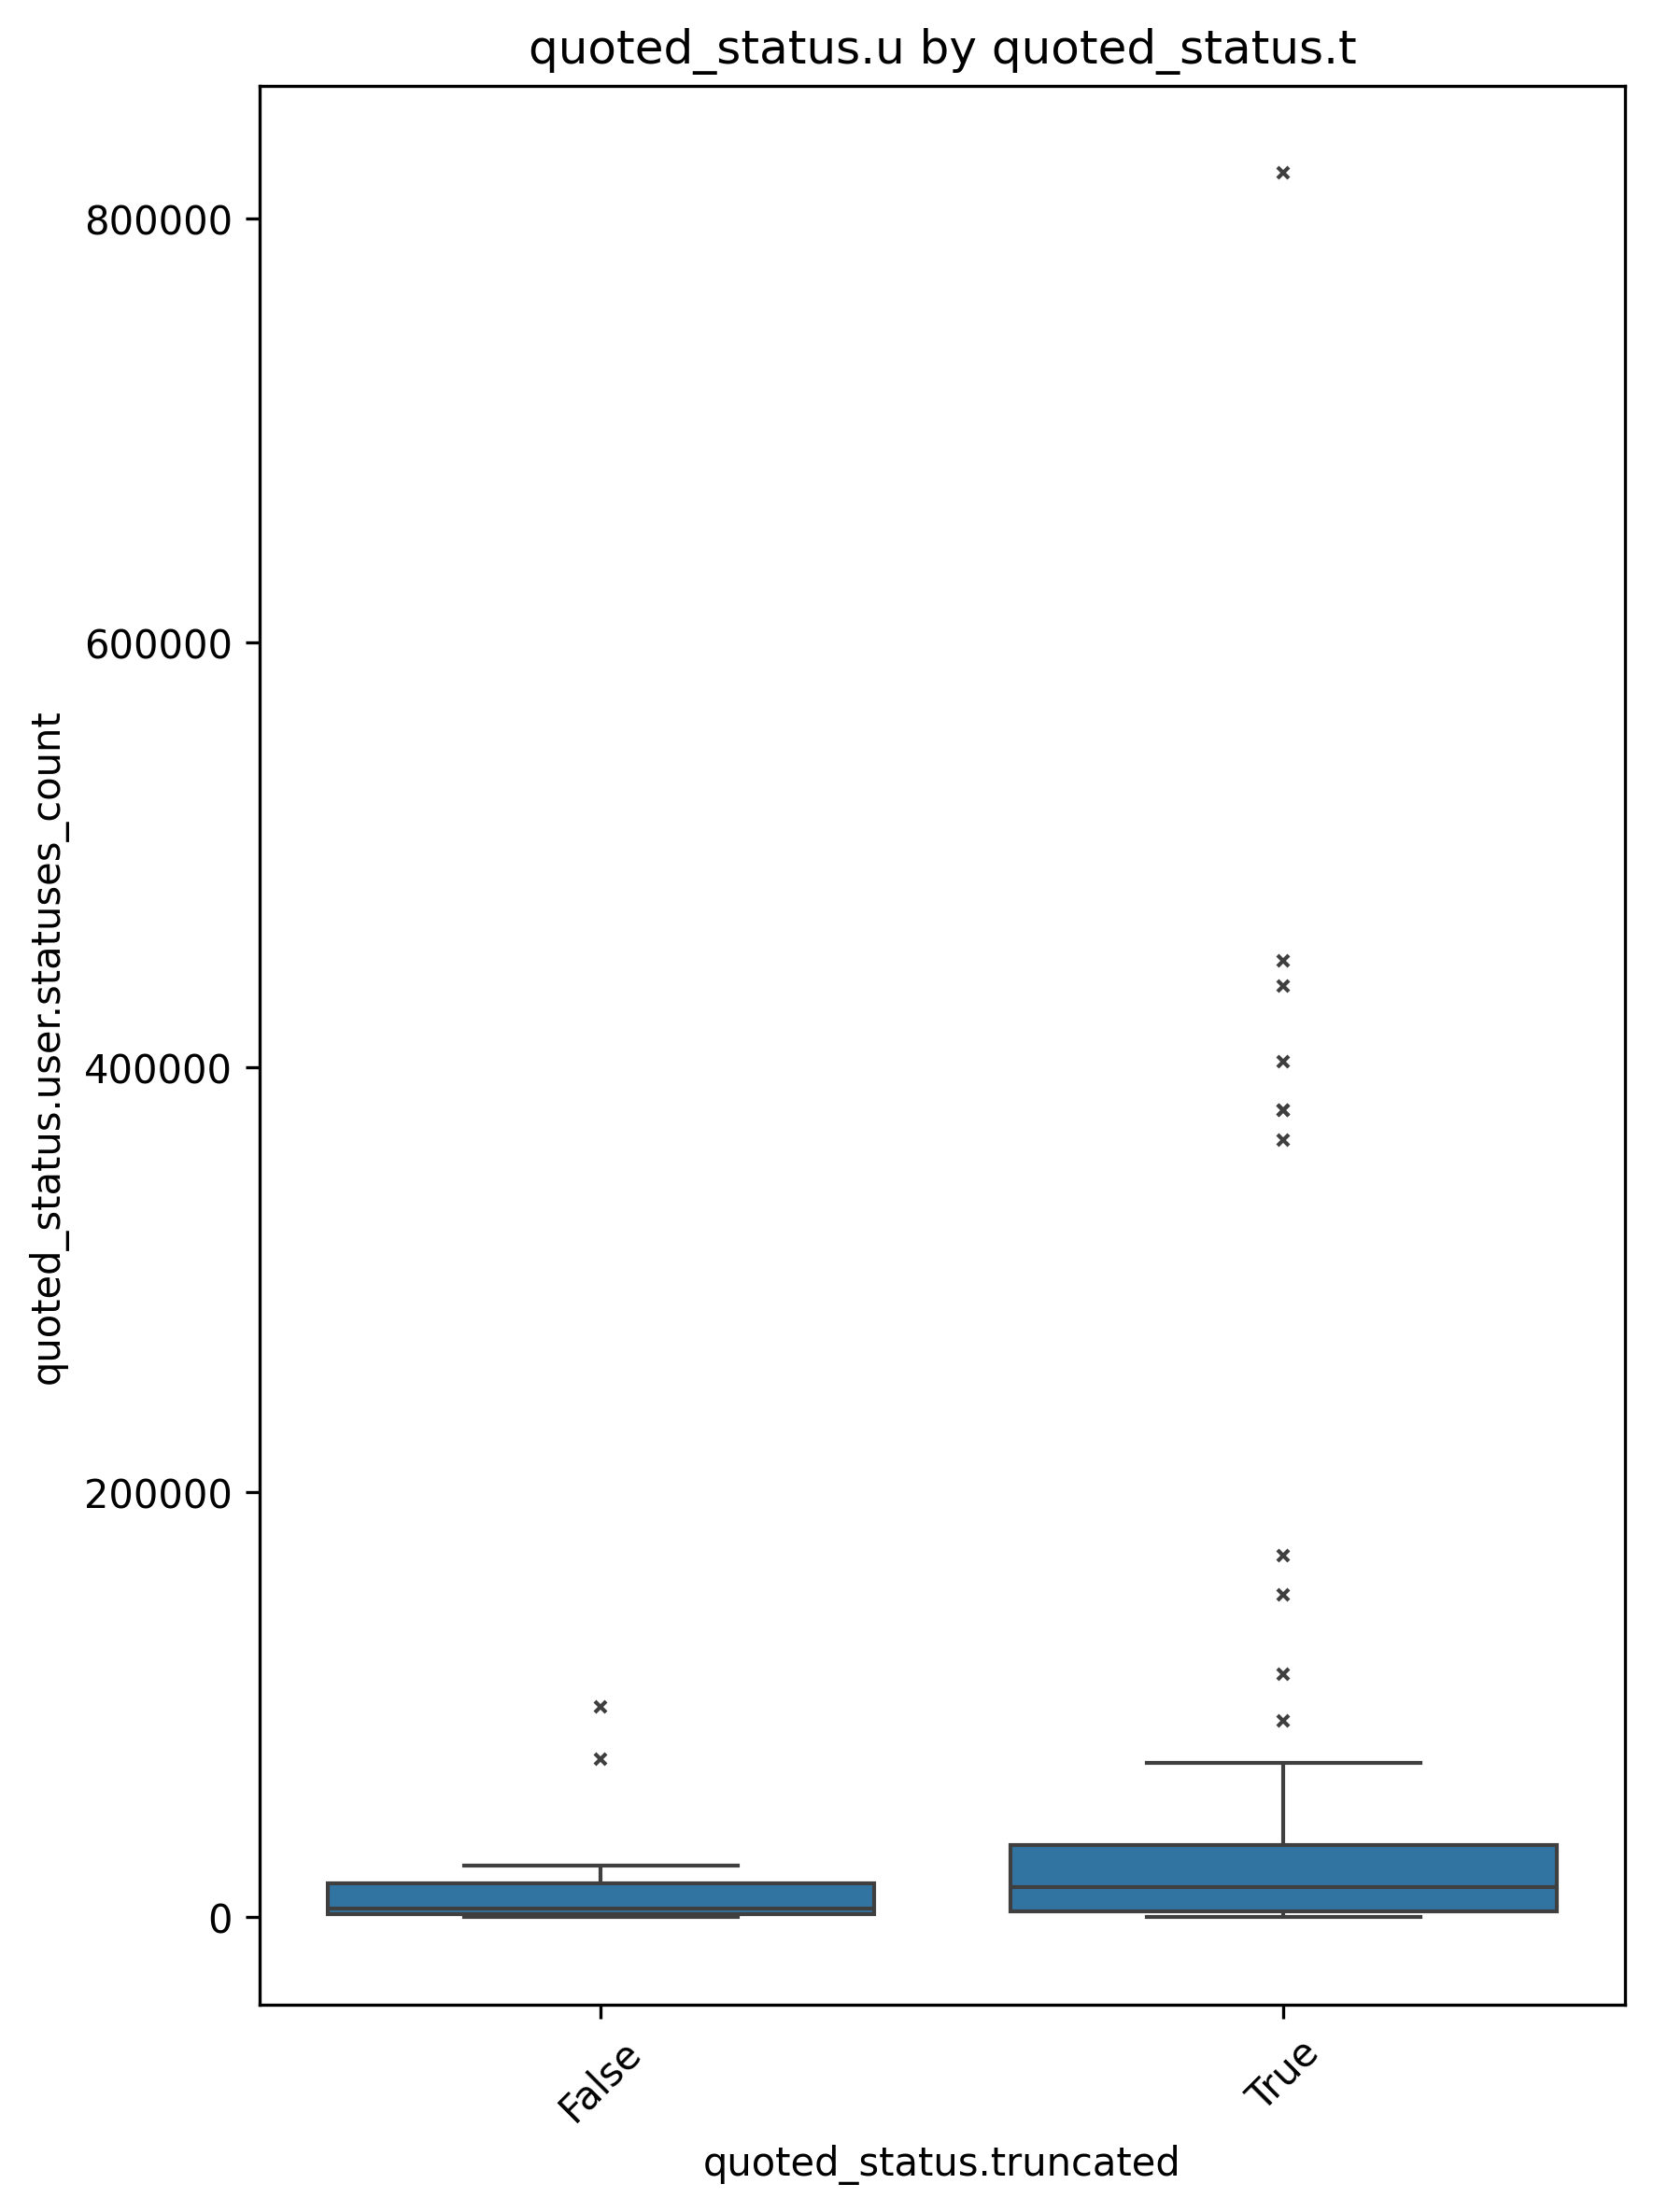 quoted_status.u by quoted_status.t
quoted_status.user.statuses_count
800000
600000
400000
200000
0
False
True
quoted_status.truncated